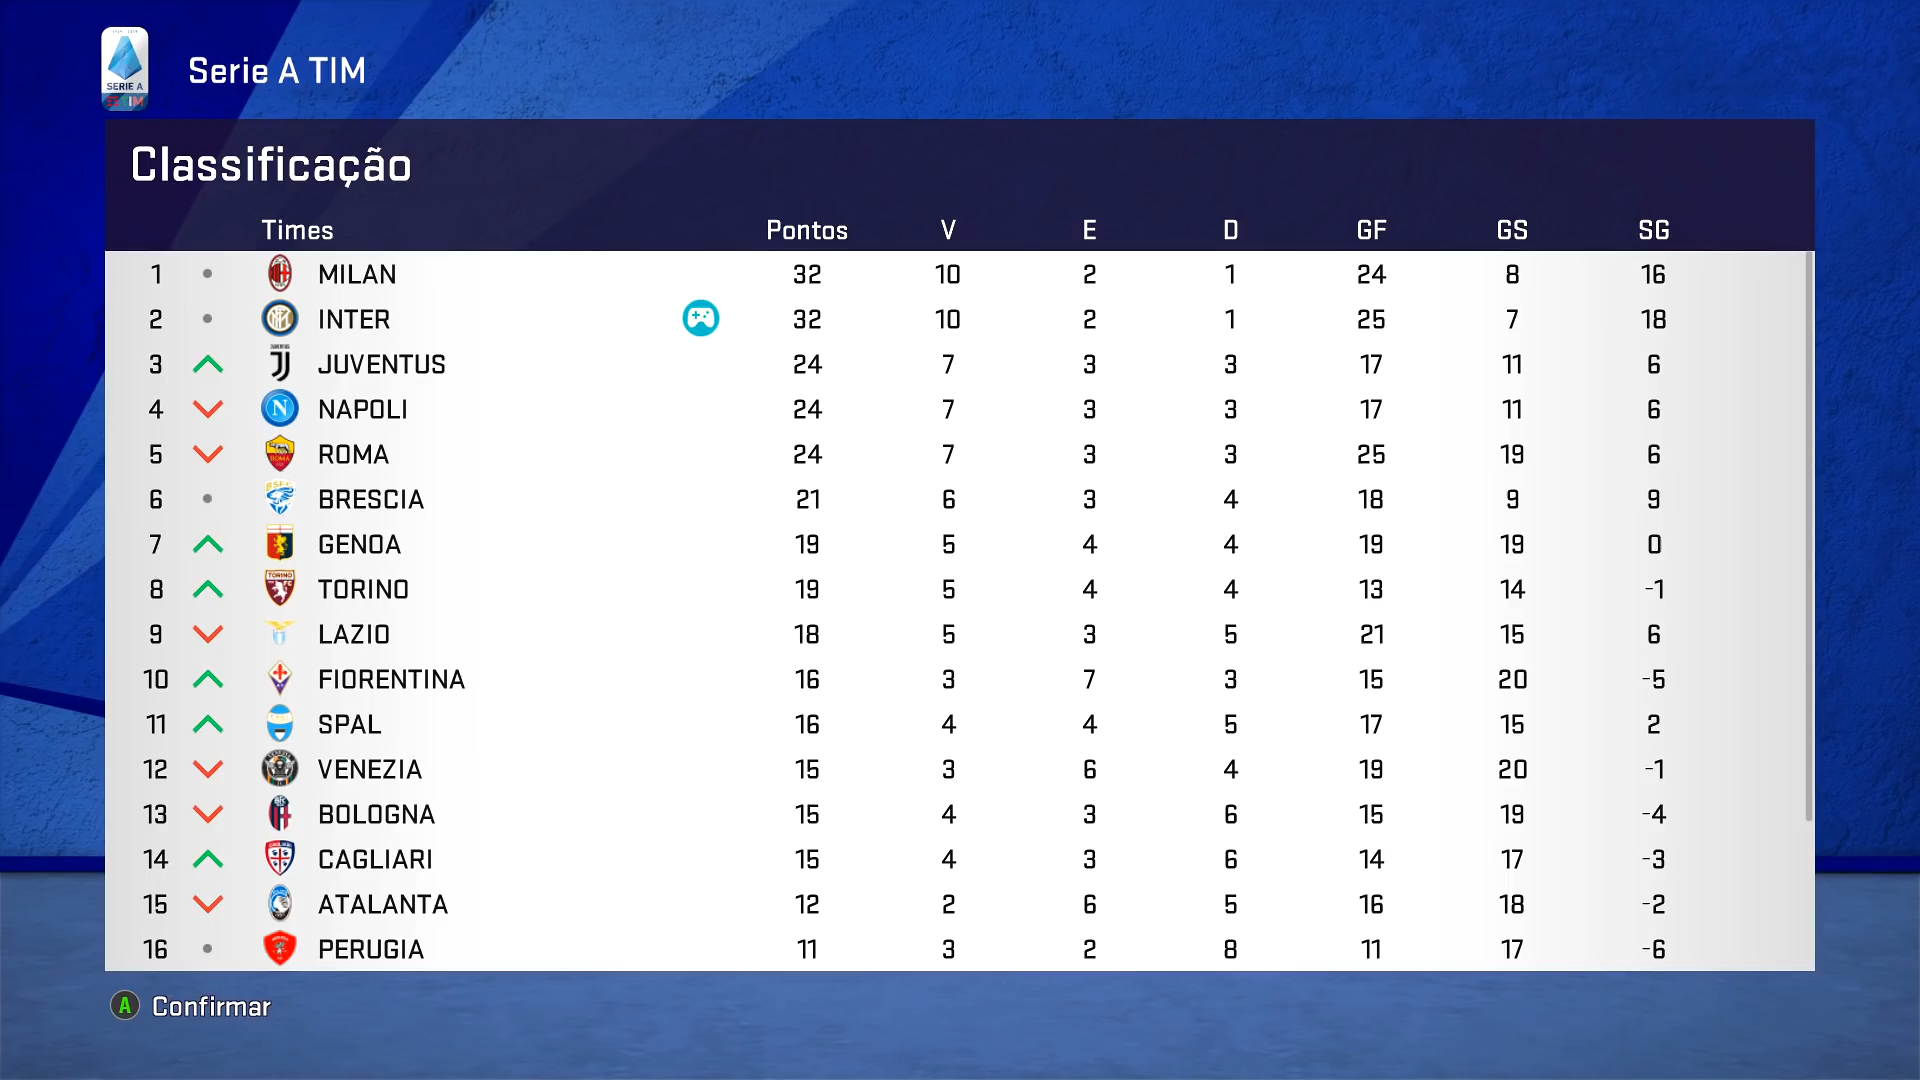 SERIE A
TIM
Serie A TIM
Classificação
Times Pontos V E D GF GS SG
1 MILAN 32 10 2 1 24 8 16
2 INTER 32 10 2 1 25 7 18
3 JUVENTUS 24 7 3 3 17 11 6
4 NAPOLI 24 7 3 3 17 11 6
5 ROMA 24 7 3 3 25 19 6
6 BRESCIA 21 6 3 4 18 9 9
7 GENOA 19 5 4 4 19 19 0
8 TORINO 19 5 4 4 13 14 -1
9 LAZIO 18 5 3 5 21 15 6
10 FIORENTINA 16 3 7 3 15 20 -5
11 SPAL 16 4 4 5 17 15 2
12 VENEZIA 15 3 6 4 19 20 -1
13 BOLOGNA 15 4 3 6 15 19 -4
14 CAGLIARI 15 4 3 6 14 17 -3
15 ATALANTA 12 2 6 5 16 18 -2
16 PERUGIA 11 3 2 8 11 17 -6
A Confirmar